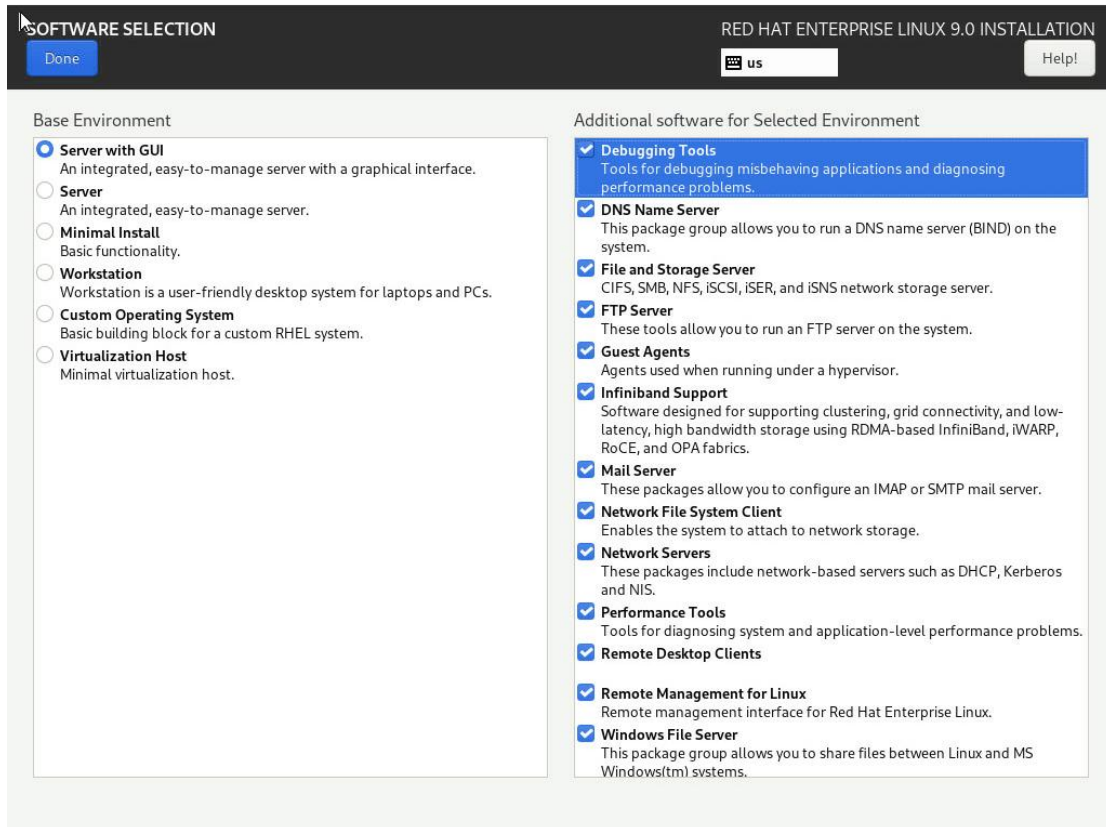 SOFTWARE SELECTION
RED HAT ENTERPRISE LINUX 9.0 INSTALLATION
Done
us
Help!
Base Environment
Server with GUI
An integrated, easy-to-manage server with a graphical interface.
Server
An integrated, easy-to-manage server.
Minimal Install
Basic functionality.
Workstation
Workstation is a user-friendly desktop system for laptops and PCs.
Custom Operating System
Basic building block for a custom RHEL system.
Virtualization Host
Minimal virtualization host.
Additional software for Selected Environment
Debugging Tools
Tools for debugging misbehaving applications and diagnosing
performance problems.
DNS Name Server
This package group allows you to run a DNS name server (BIND) on the
system.
File and Storage Server
CIFS, SMB, NFS, iSCSI, iSER, and iSNS network storage server.
FTP Server
These tools allow you to run an FTP server on the system.
Guest Agents
Agents used when running under a hypervisor.
Infiniband Support
Software designed for supporting clustering, grid connectivity, and low-
latency, high bandwidth storage using RDMA-based InfiniBand, iWARP,
RoCE, and OPA fabrics.
Mail Server
These packages allow you to configure an IMAP or SMTP mail server.
Network File System Client
Enables the system to attach to network storage.
Network Servers
These packages include network-based servers such as DHCP, Kerberos
and NIS.
Performance Tools
Tools for diagnosing system and application-level performance problems.
Remote Desktop Clients
Remote Management for Linux
Remote management interface for Red Hat Enterprise Linux.
Windows File Server
This package group allows you to share files between Linux and MS
Windows(tm) systems.